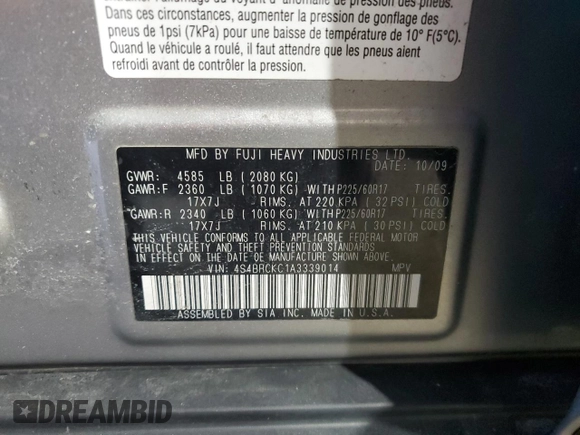 Dans ces circonstances, augmenter la pression de gonflage des
pneus de 1psi (7kPa) pour une baisse de température de 10° F(5°C).
Quand le véhicule a roulé, il faut attendre que les pneus aient
refroidi avant de contrôler la pression.
MFD BY FUJI HEAVY INDUSTRIES LTD.
10/09
GVWR: 4585 LB ( 2080 KG)
GAWR:F 2360 LB ( 1070 KG) WITH P225/60R17 TIRES.
17X7J - RIMS. AT 220 KPA ( 32 PSI) COLD
GAWR:R 2340 LB ( 1060 KG) WITH P225/60R17 TIRES.
17X7J - RIMS. AT 210 KPA ( 30 PSI) COLD
THIS VEHICLE CONFORMS TO ALL APPLICABLE FEDERAL MOTOR
VEHICLE SAFETY AND THEFT PREVENTION STANDARDS IN EFFECT
ON THE DATE OF MANUFACTURE SHOWN ABOVE.
VIN: 4S4BRCKC1A3339014 MPV
ASSEMBLED BY SIA INC. MADE IN U.S.A.
DREAMBID